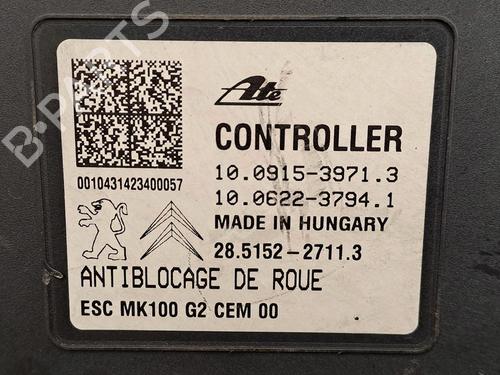 B-PARTS
Ate
CONTROLLER
10.0915-3971.3
10.0622-3794.1
0010431423400057
MADE IN HUNGARY
28.5152-2711.3
ANTIBLOCAGE DE ROUE
ESC MK100 G2 CEM 00